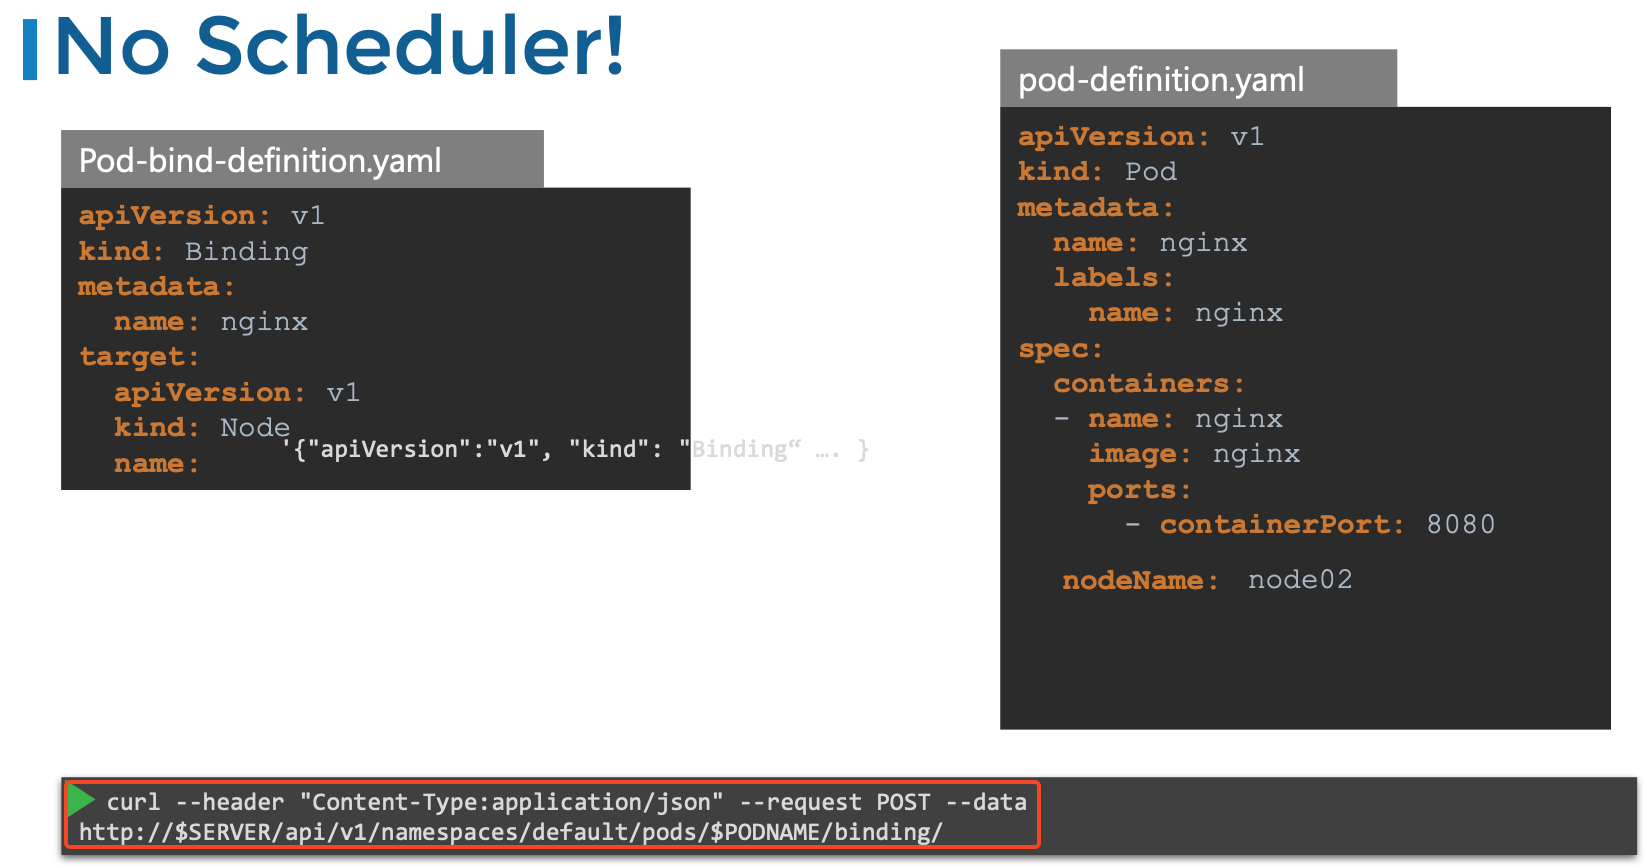 No Scheduler!
Pod-bind-definition.yaml
apiVersion: v1
kind: Binding
metadata:
  name: nginx
target:
  apiVersion: v1
  kind: Node
  name:
'{"apiVersion":"v1", "kind": "Binding“ …. }
pod-definition.yaml
apiVersion: v1
kind: Pod
metadata:
  name: nginx
  labels:
    name: nginx
spec:
  containers:
  - name: nginx
    image: nginx
    ports:
      - containerPort: 8080
  nodeName: node02
curl --header "Content-Type:application/json" --request POST --data
http://$SERVER/api/v1/namespaces/default/pods/$PODNAME/binding/